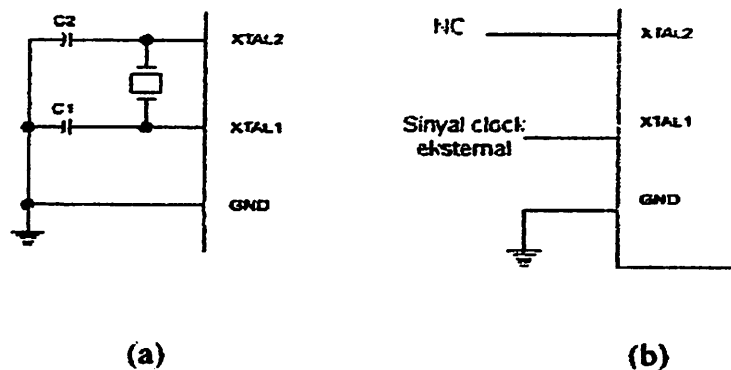 C2
XTAL2
C1
XTAL1
GND
(a)
NC
XTAL2
Sinyal clock
eksternal
XTAL1
GND
(b)